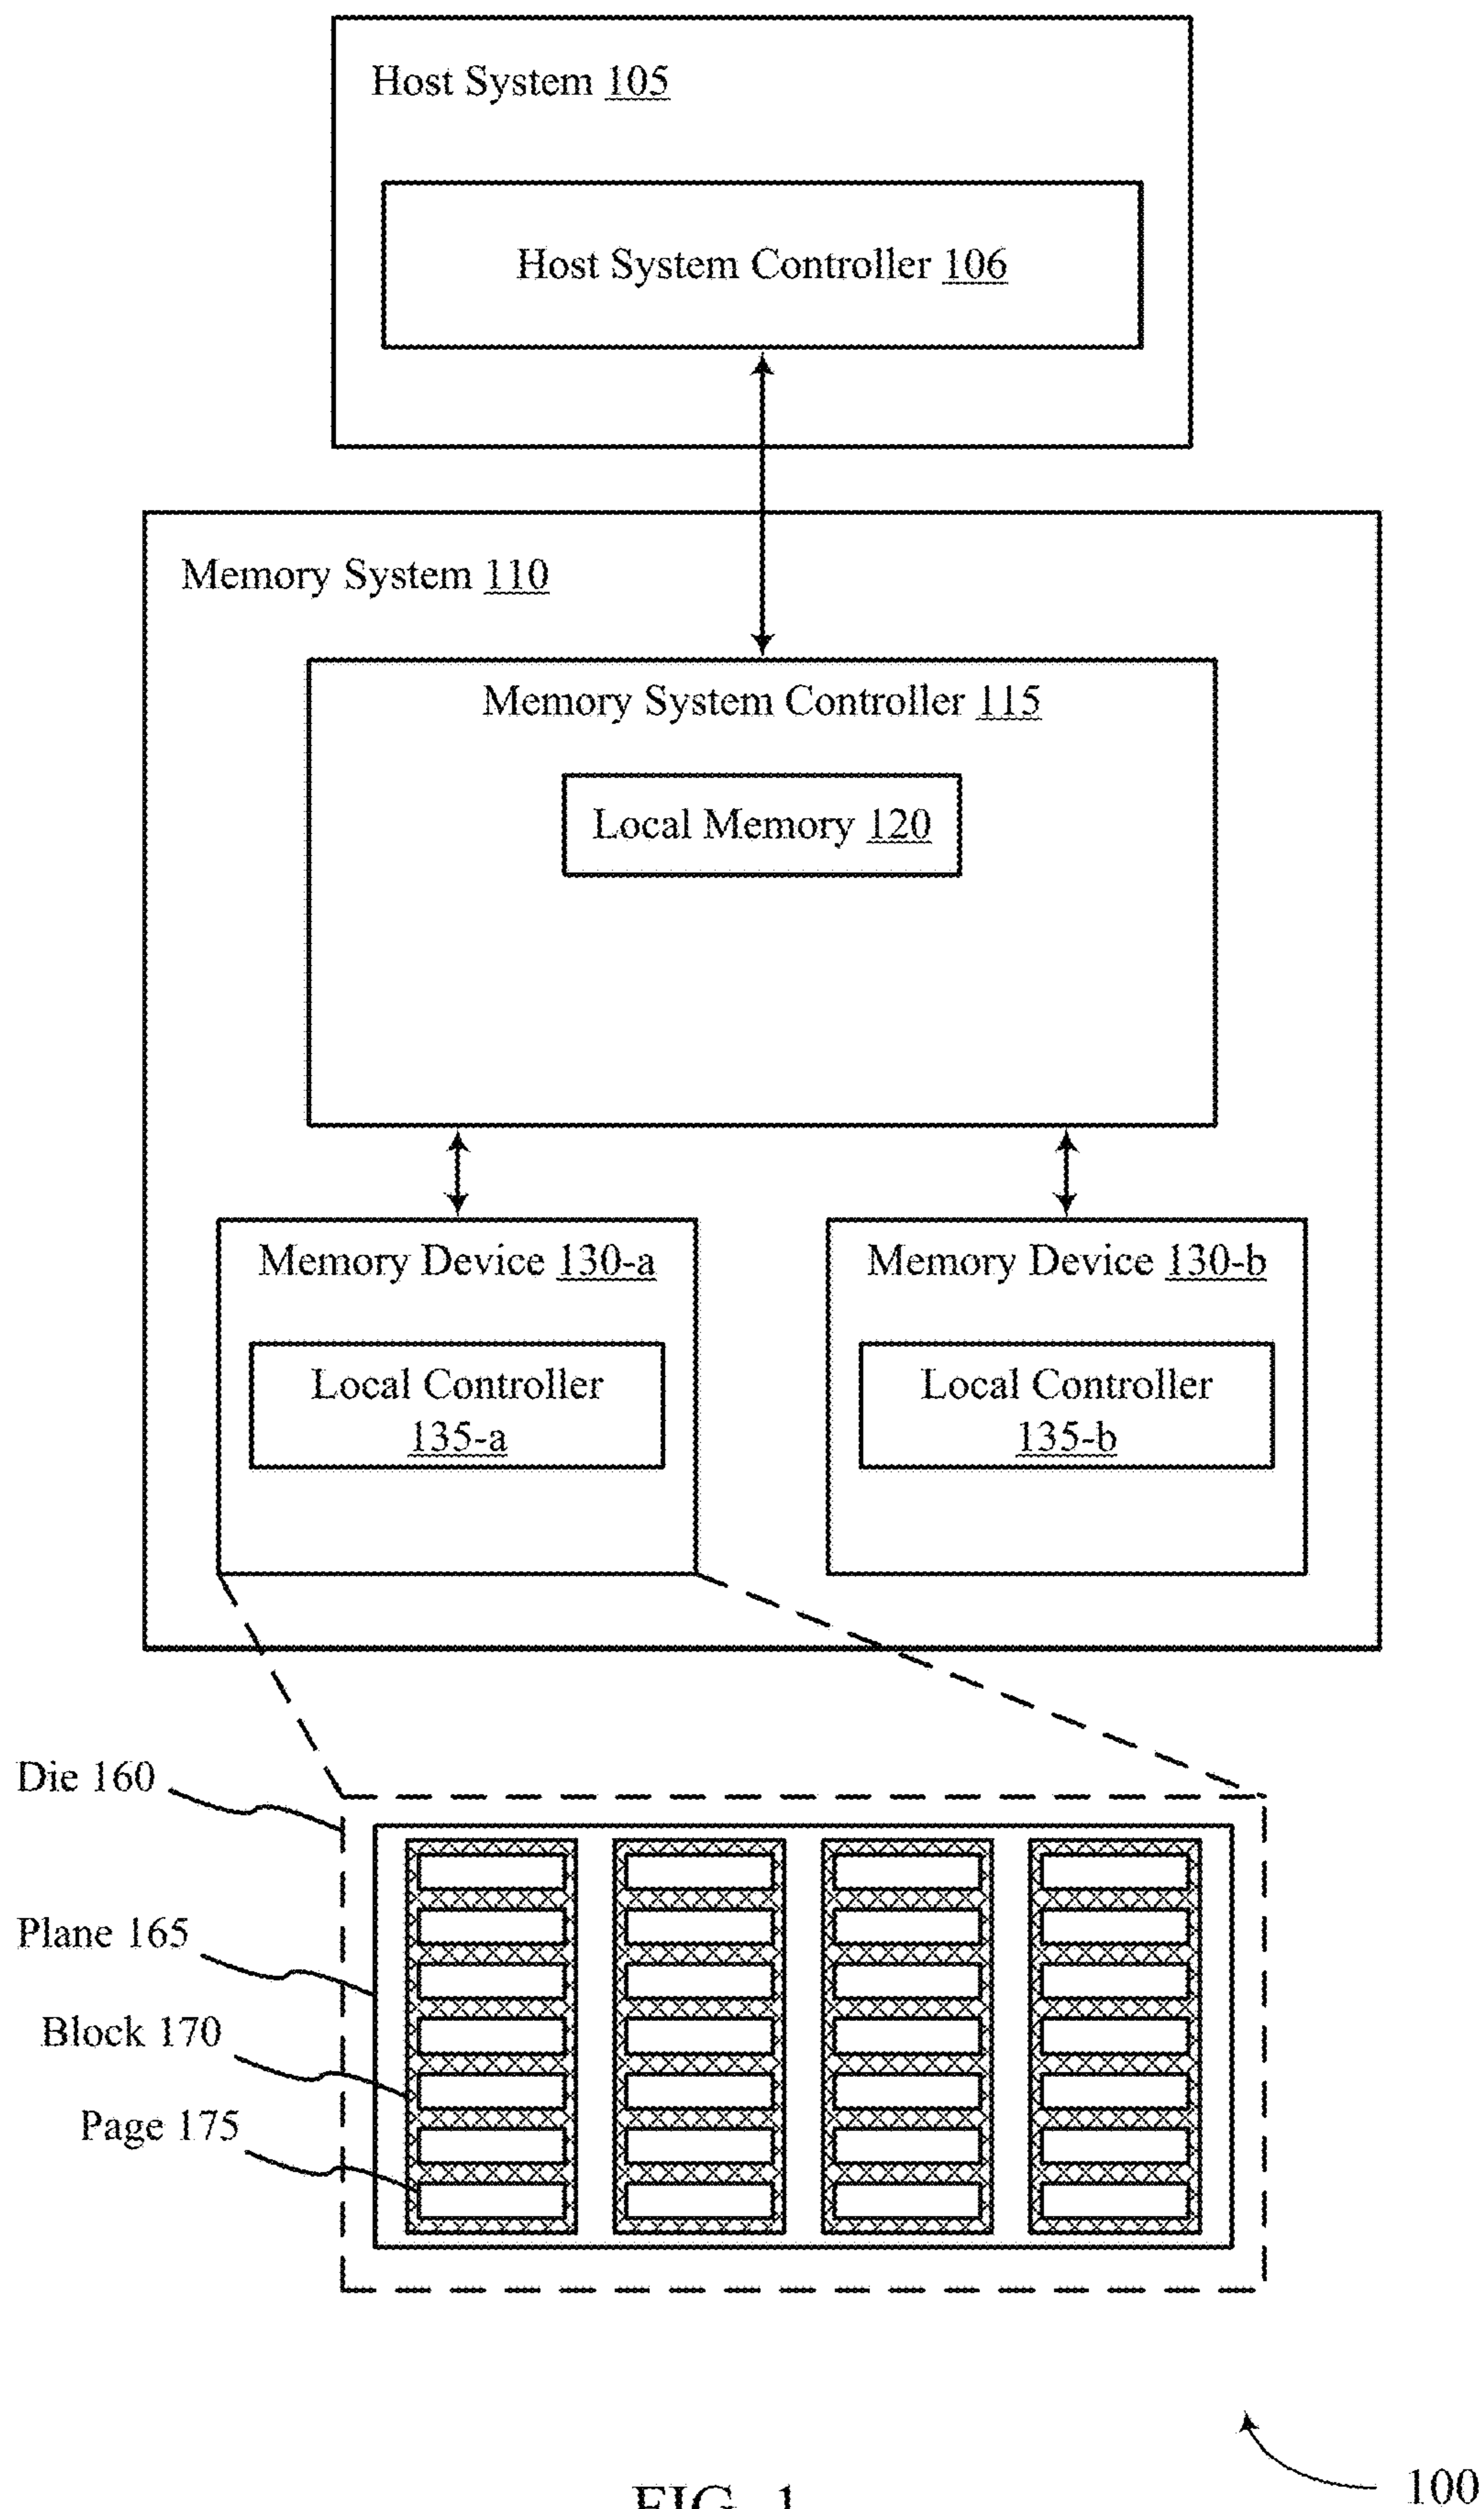 Host System 105
Host System Controller 106
Memory System 110
Memory System Controller 115
Local Memory 120
Memory Device 130-a
Local Controller
135-a
Memory Device 130-b
Local Controller
135-b
Die 160
Plane 165
Block 170
Page 175
100
FIG. 1